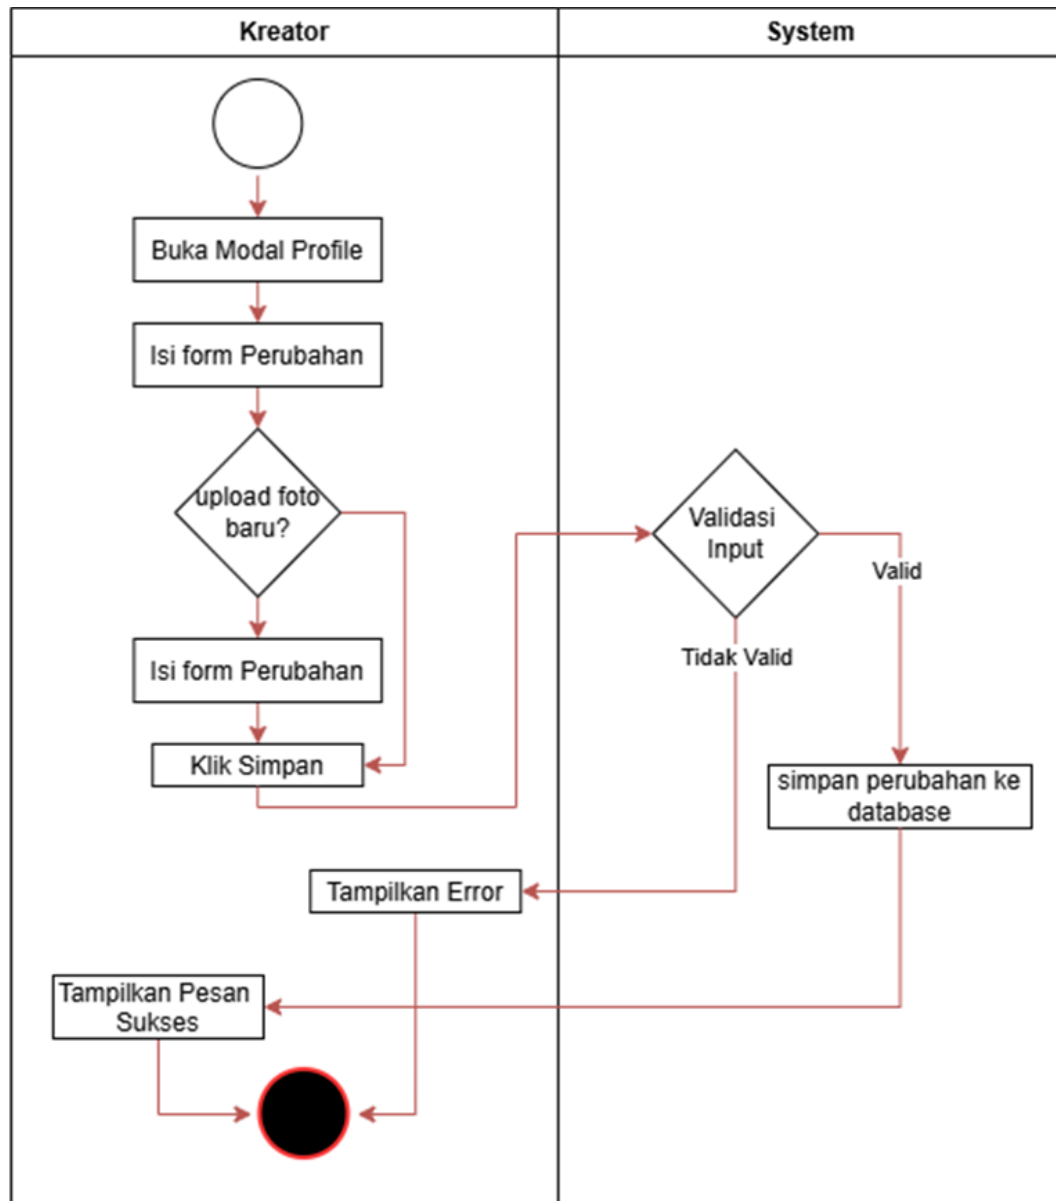 Kreator
System
Buka Modal Profile
Isi form Perubahan
upload foto
baru?
Validasi
Input
Valid
Tidak Valid
Isi form Perubahan
Klik Simpan
simpan perubahan ke
database
Tampilkan Error
Tampilkan Pesan
Sukses